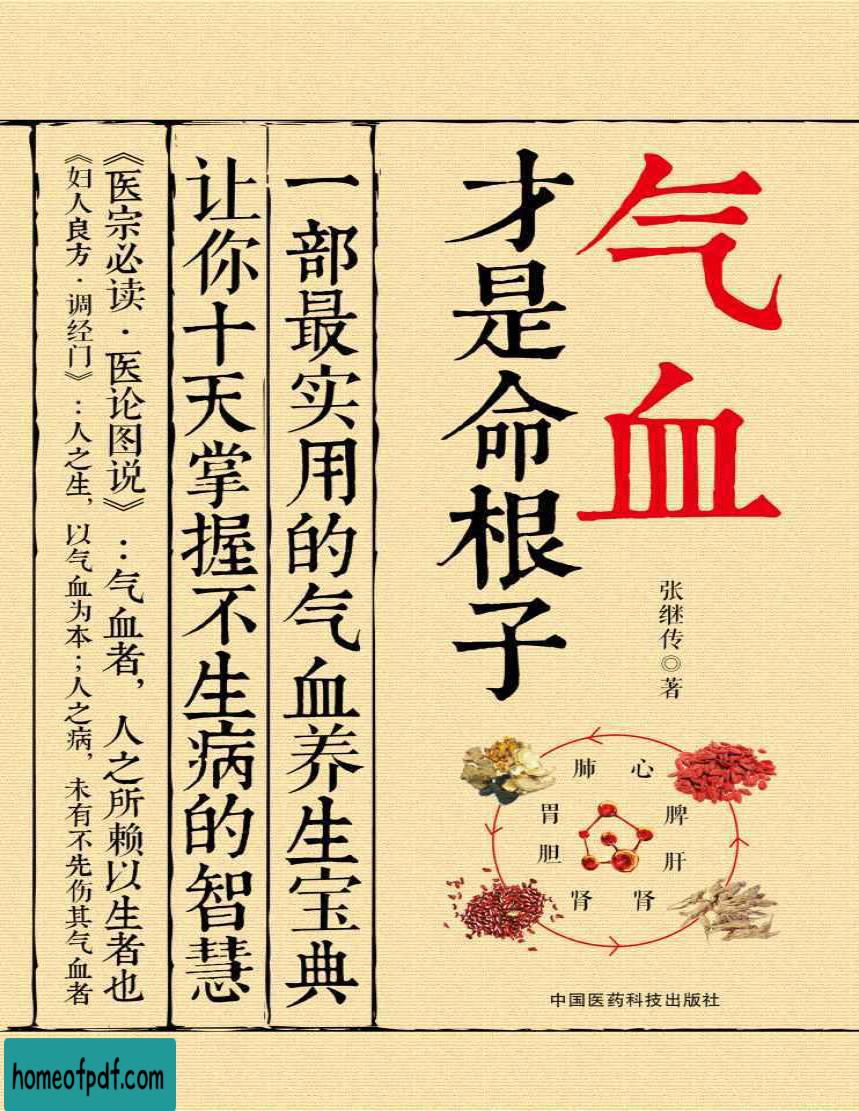 气血
才是命根子
张继传◎著
一部最实用的气血养生宝典
让你十天掌握不生病的智慧
《医宗必读·医论图说》：气血者，人之所赖以生者也
《妇人良方·调经门》：人之生，以气血为本；人之病，未有不先伤其气血者
肺 心
胃 脾
胆 肝
肾 肾
中国医药科技出版社
homeofpdf.com